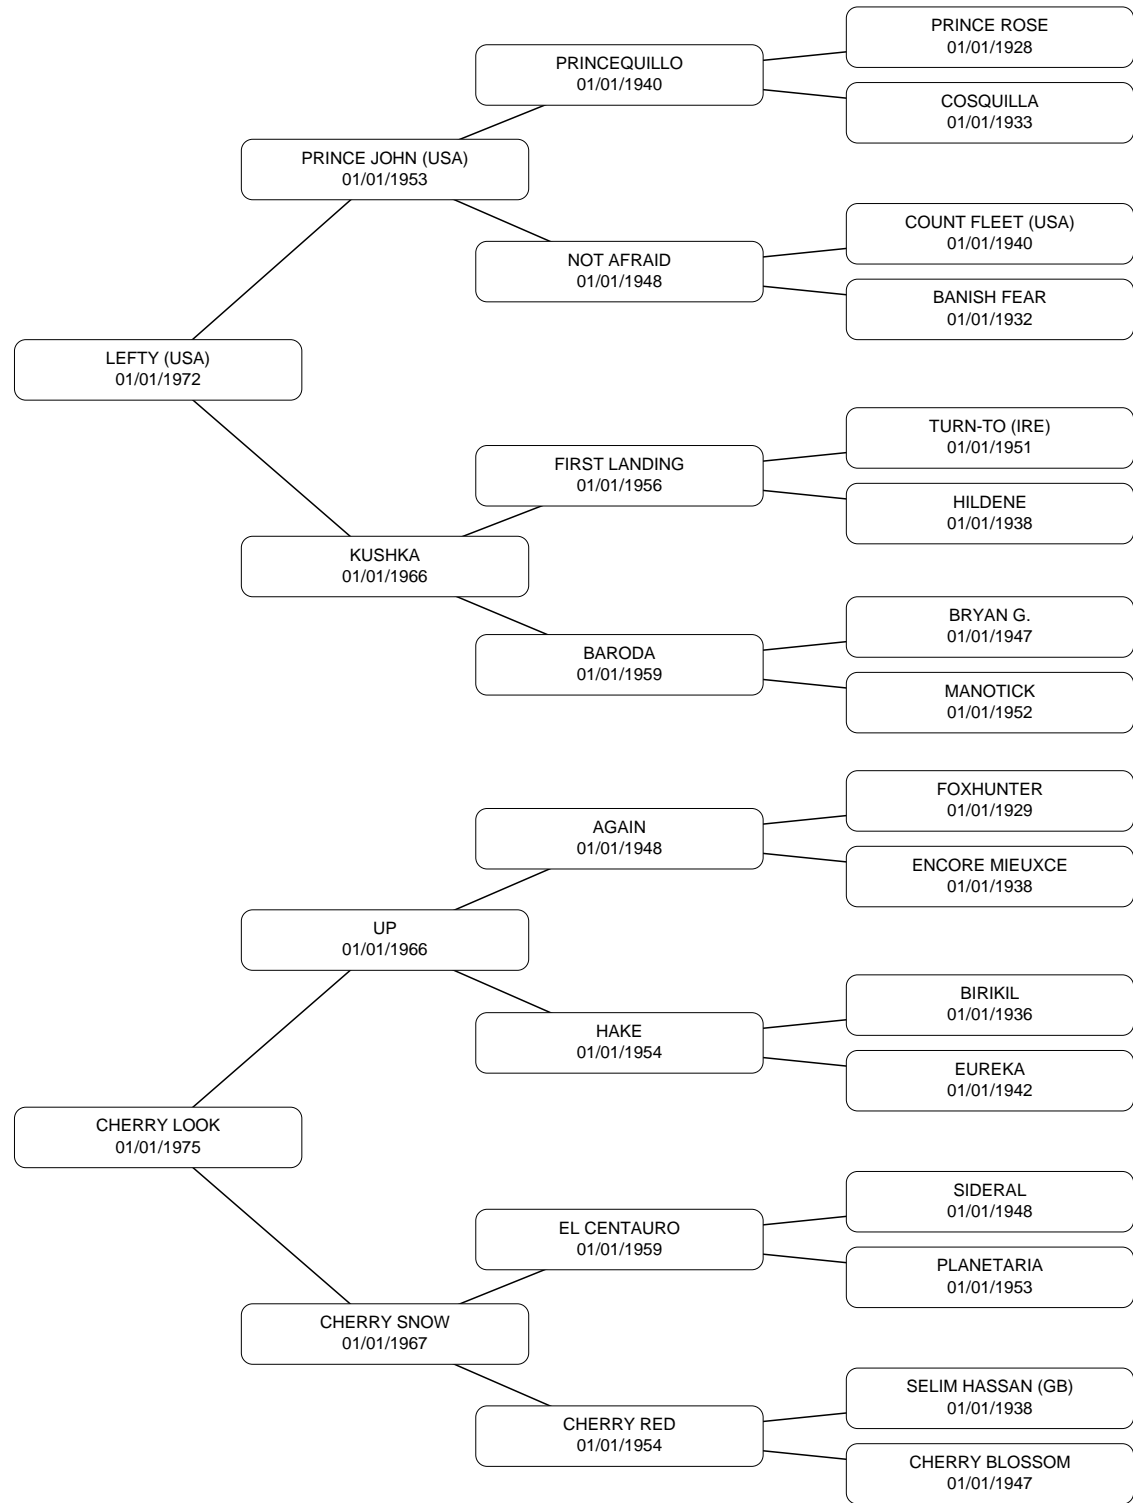 PRINCE ROSE
01/01/1928
PRINCEQUILLO
01/01/1940
COSQUILLA
01/01/1933
PRINCE JOHN (USA)
01/01/1953
COUNT FLEET (USA)
01/01/1940
NOT AFRAID
01/01/1948
BANISH FEAR
01/01/1932
LEFTY (USA)
01/01/1972
TURN-TO (IRE)
01/01/1951
FIRST LANDING
01/01/1956
HILDENE
01/01/1938
KUSHKA
01/01/1966
BRYAN G.
01/01/1947
BARODA
01/01/1959
MANOTICK
01/01/1952
FOXHUNTER
01/01/1929
AGAIN
01/01/1948
ENCORE MIEUXCE
01/01/1938
UP
01/01/1966
BIRIKIL
01/01/1936
HAKE
01/01/1954
EUREKA
01/01/1942
CHERRY LOOK
01/01/1975
SIDERAL
01/01/1948
EL CENTAURO
01/01/1959
PLANETARIA
01/01/1953
CHERRY SNOW
01/01/1967
SELIM HASSAN (GB)
01/01/1938
CHERRY RED
01/01/1954
CHERRY BLOSSOM
01/01/1947